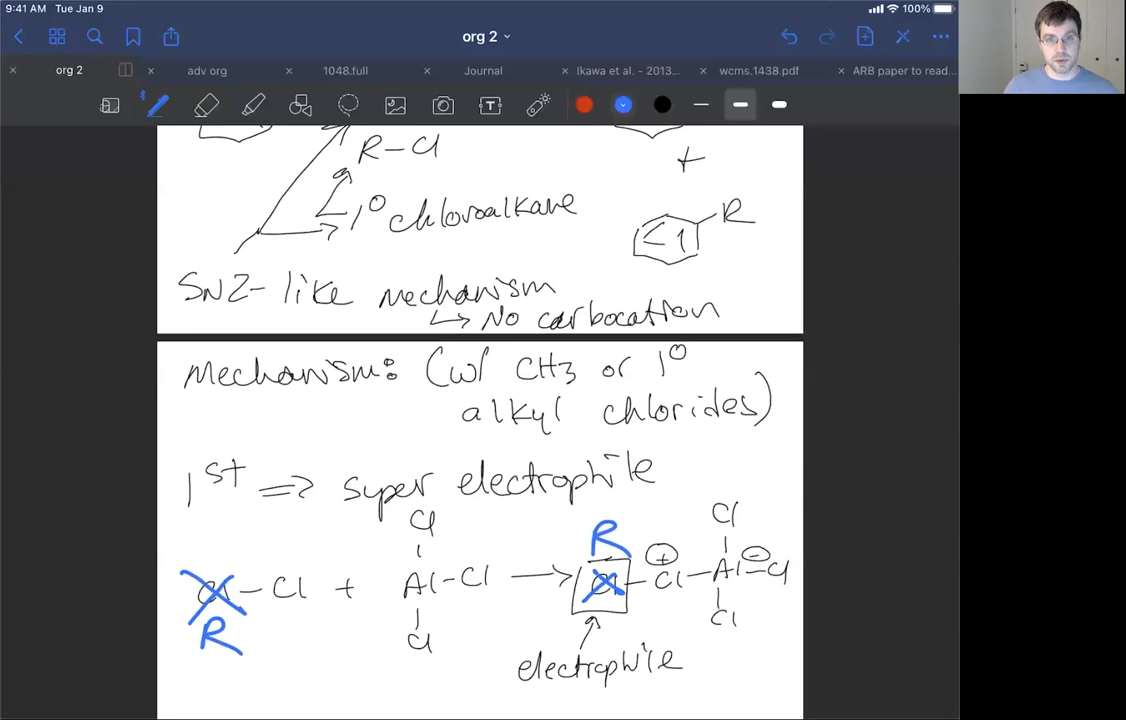 9:41 AM Tue Jan 9
100%
org 2
org 2
adv org
1048.full
Journal
Ikawa et al. - 2013...
wcms.1438.pdf
ARB paper to read...
R-Cl
+
1° chloroalkane
R
SN2-like mechanism
↳ No carbocation
Mechanism: (w/ CH3 or 1°
alkyl chlorides)
1st => super electrophile
Cl Cl
R
Cl-Cl + Al-Cl → Cl-Cl-Al-Cl
⊕ ⊖
R Cl Cl
electrophile